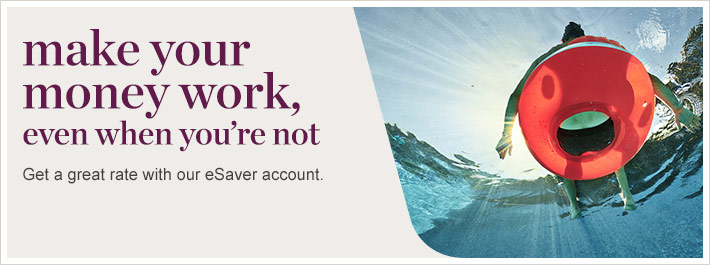 make your
money work,
even when you're not
Get a great rate with our eSaver account.